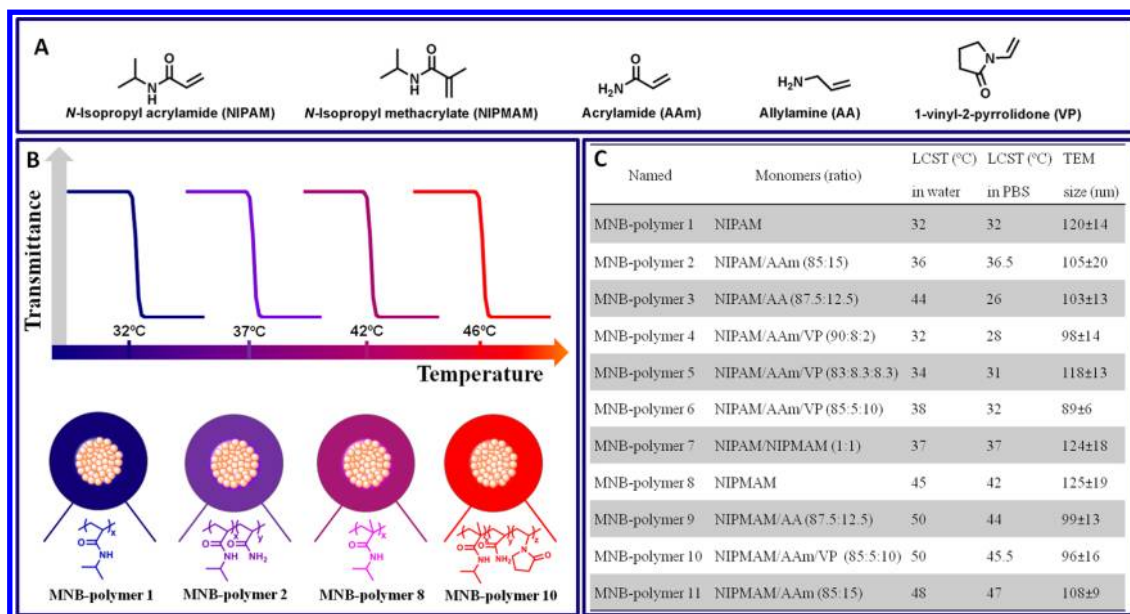 A
N
H
O
N
H
O
H₂N
O
H₂N
N
O
N-Isopropyl acrylamide (NIPAM)
N-Isopropyl methacrylate (NIPMAM)
Acrylamide (AAm)
Allylamine (AA)
1-vinyl-2-pyrrolidone (VP)
B
Transmittance
32°C
37°C
42°C
46°C
Temperature
x
O
NH
x
y
O
O
NH
NH₂
x
O
NH
x
y
z
O
O
N
O
NH
NH₂
MNB-polymer 1
MNB-polymer 2
MNB-polymer 8
MNB-polymer 10
C
Named Monomers (ratio) LCST (°C) in water LCST (°C) in PBS TEM size (nm)
MNB-polymer 1 NIPAM 32 32 120±14
MNB-polymer 2 NIPAM/AAm (85:15) 36 36.5 105±20
MNB-polymer 3 NIPAM/AA (87.5:12.5) 44 26 103±13
MNB-polymer 4 NIPAM/AAm/VP (90:8:2) 32 28 98±14
MNB-polymer 5 NIPAM/AAm/VP (83:8.3:8.3) 34 31 118±13
MNB-polymer 6 NIPAM/AAm/VP (85:5:10) 38 32 89±6
MNB-polymer 7 NIPAM/NIPMAM (1:1) 37 37 124±18
MNB-polymer 8 NIPMAM 45 42 125±19
MNB-polymer 9 NIPMAM/AA (87.5:12.5) 50 44 99±13
MNB-polymer 10 NIPMAM/AAm/VP (85:5:10) 50 45.5 96±16
MNB-polymer 11 NIPMAM/AAm (85:15) 48 47 108±9